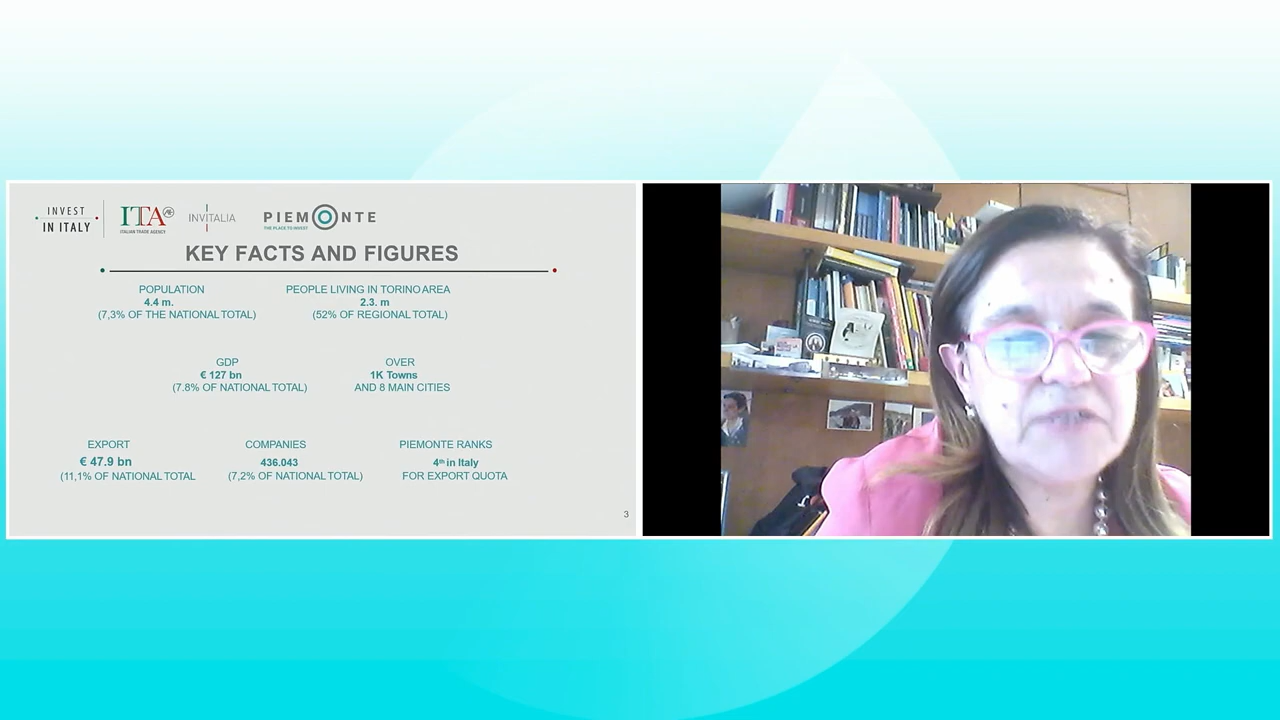 INVEST
IN ITALY
ITA
ITALIAN TRADE AGENCY
INVITALIA
PIEMONTE
THE PLACE TO INVEST
KEY FACTS AND FIGURES
POPULATION
4.4 m.
(7,3% OF THE NATIONAL TOTAL)
PEOPLE LIVING IN TORINO AREA
2.3. m
(52% OF REGIONAL TOTAL)
GDP
€ 127 bn
(7.8% OF NATIONAL TOTAL)
OVER
1K Towns
AND 8 MAIN CITIES
EXPORT
€ 47.9 bn
(11,1% OF NATIONAL TOTAL
COMPANIES
436.043
(7,2% OF NATIONAL TOTAL)
PIEMONTE RANKS
4th in Italy
FOR EXPORT QUOTA
3